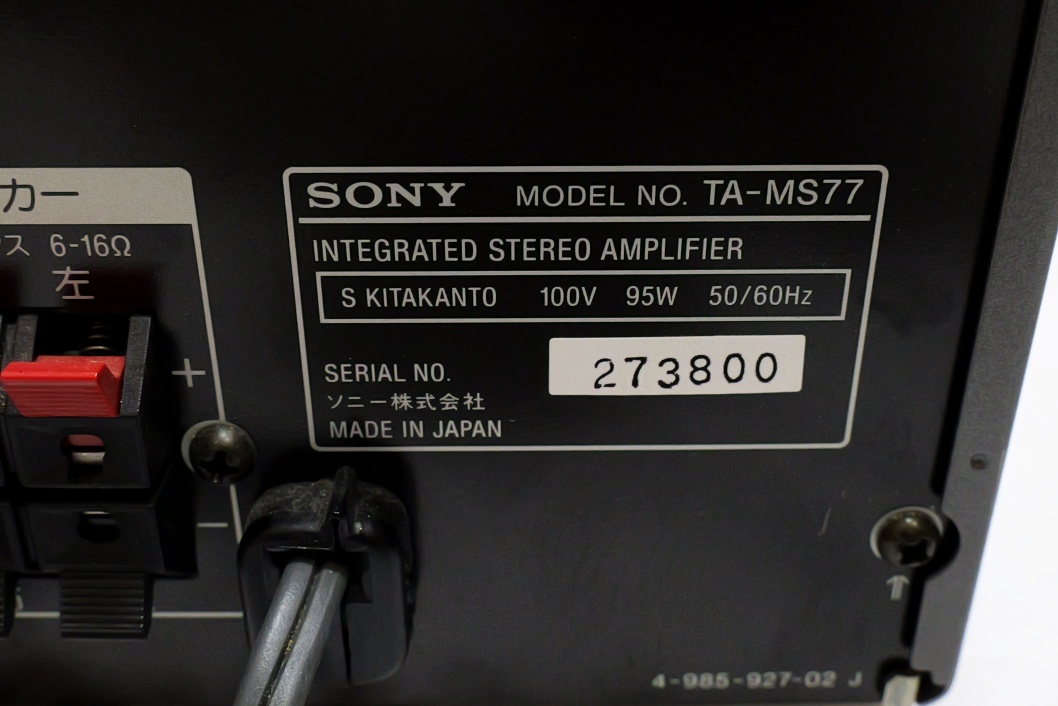 カー
ス 6-16Ω
左
+
−
SONY MODEL NO. TA-MS77
INTEGRATED STEREO AMPLIFIER
S KITAKANTO 100V 95W 50/60Hz
SERIAL NO. 273800
ソニー株式会社
MADE IN JAPAN
4-985-927-02 J